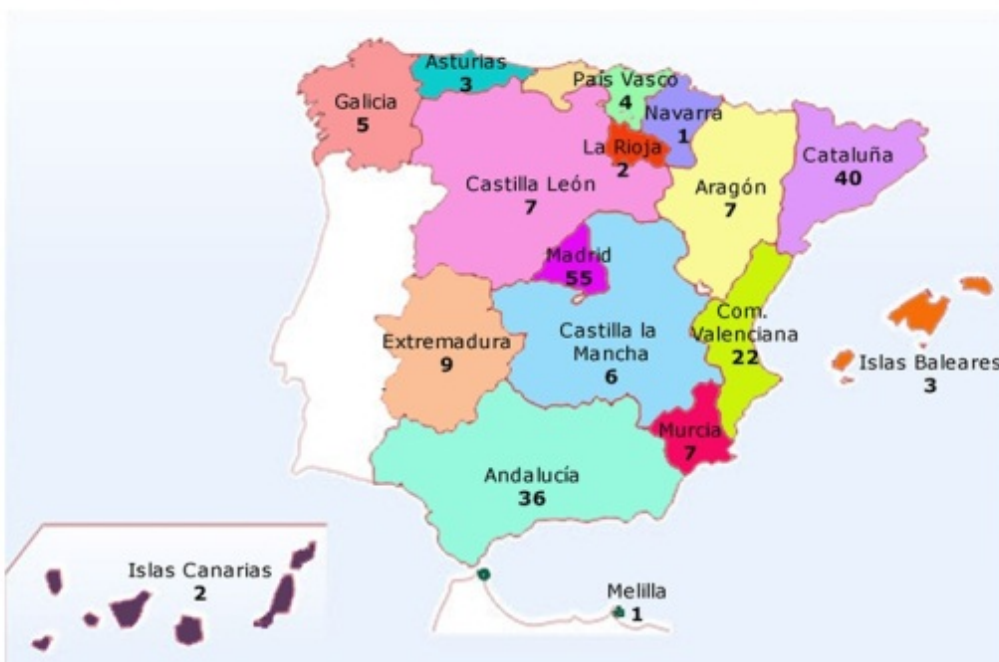 Asturias
3
País Vasco
4
Galicia
5
Navarra
1
La Rioja
2
Cataluña
40
Castilla León
7
Aragón
7
Madrid
55
Com.
Valenciana
22
Extremadura
9
Castilla la
Mancha
6
Islas Baleares
3
Murcia
7
Andalucía
36
Islas Canarias
2
Melilla
1